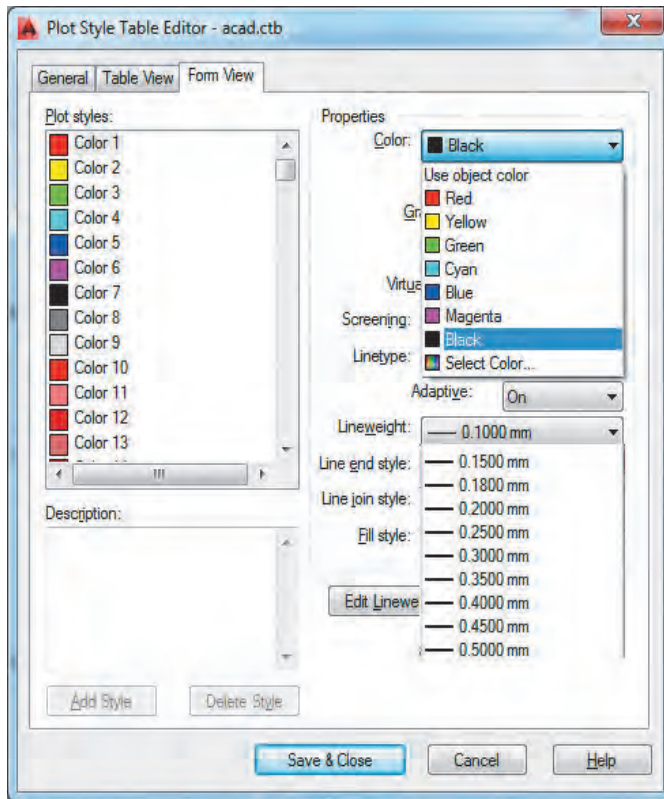 Plot Style Table Editor - acad.ctb
General Table View Form View
Plot styles:
Color 1
Color 2
Color 3
Color 4
Color 5
Color 6
Color 7
Color 8
Color 9
Color 10
Color 11
Color 12
Color 13
Description:
Add Style Delete Style
Properties
Color: Black
Use object color
Red
Yellow
Gr
Green
Cyan
Virtua
Blue
Screening:
Magenta
Black
Linetype:
Select Color...
Adaptive: On
Lineweight: 0.1000 mm
Line end style: 0.1500 mm
0.1800 mm
Line join style: 0.2000 mm
0.2500 mm
Fill style:
0.3000 mm
0.3500 mm
Edit Linewe 0.4000 mm
0.4500 mm
0.5000 mm
Save & Close Cancel Help